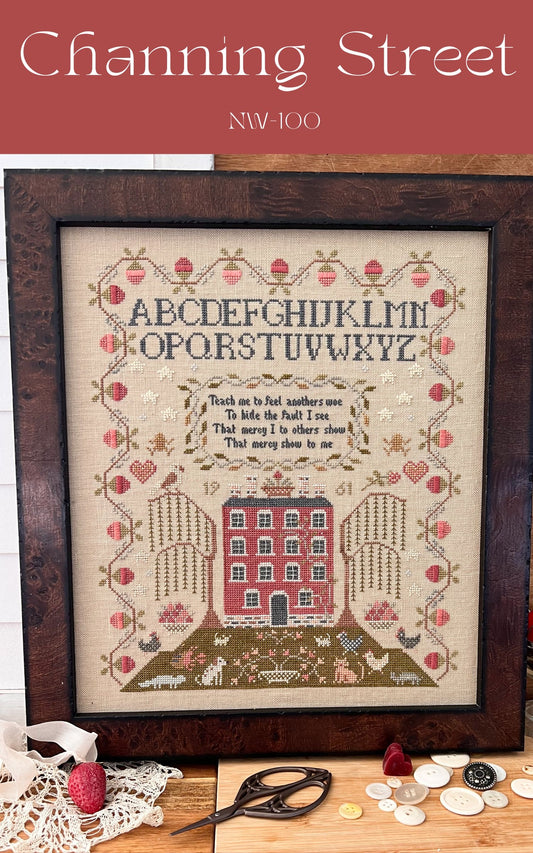 Channing Street
NW-100
ABCDEFGHIJKLMN
OPQRSTUVWXYZ
Teach me to feel anothers woe
To hide the fault I see
That mercy I to others show
That mercy show to me
19 61